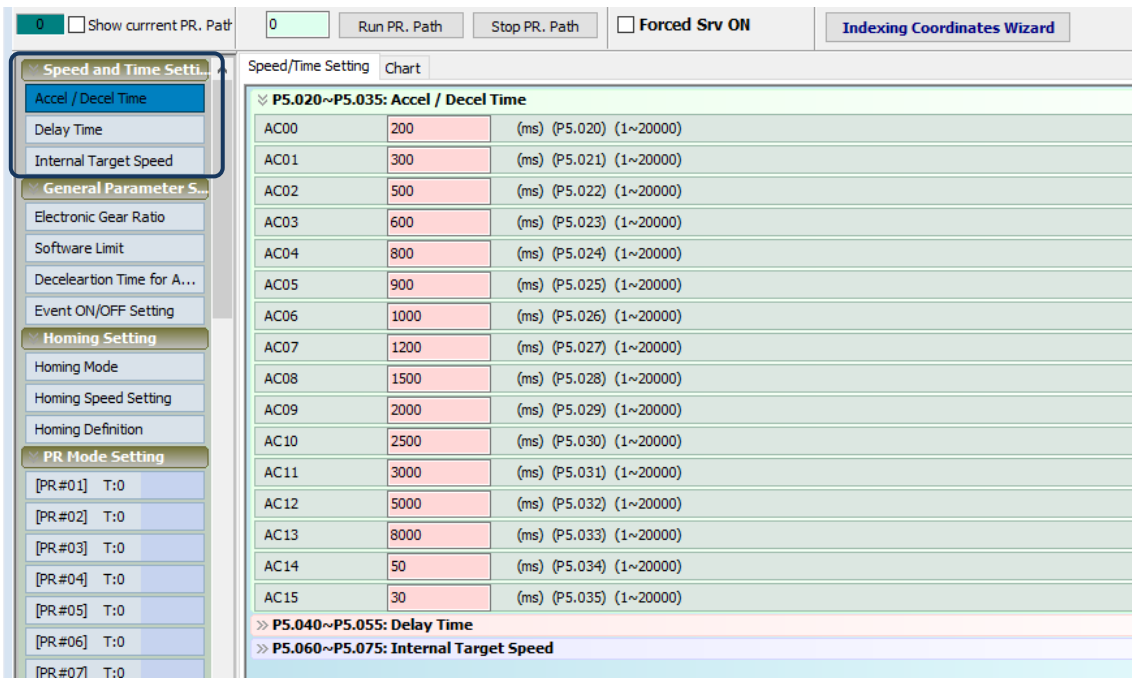 0 Show currrent PR. Path 0 Run PR. Path Stop PR. Path Forced Srv ON Indexing Coordinates Wizard
Speed and Time Setti...
Accel / Decel Time
Delay Time
Internal Target Speed
General Parameter S...
Electronic Gear Ratio
Software Limit
Deceleartion Time for A...
Event ON/OFF Setting
Homing Setting
Homing Mode
Homing Speed Setting
Homing Definition
PR Mode Setting
[PR#01] T:0
[PR#02] T:0
[PR#03] T:0
[PR#04] T:0
[PR#05] T:0
[PR#06] T:0
[PR#07] T:0
Speed/Time Setting Chart
P5.020~P5.035: Accel / Decel Time
AC00 200 (ms) (P5.020) (1~20000)
AC01 300 (ms) (P5.021) (1~20000)
AC02 500 (ms) (P5.022) (1~20000)
AC03 600 (ms) (P5.023) (1~20000)
AC04 800 (ms) (P5.024) (1~20000)
AC05 900 (ms) (P5.025) (1~20000)
AC06 1000 (ms) (P5.026) (1~20000)
AC07 1200 (ms) (P5.027) (1~20000)
AC08 1500 (ms) (P5.028) (1~20000)
AC09 2000 (ms) (P5.029) (1~20000)
AC10 2500 (ms) (P5.030) (1~20000)
AC11 3000 (ms) (P5.031) (1~20000)
AC12 5000 (ms) (P5.032) (1~20000)
AC13 8000 (ms) (P5.033) (1~20000)
AC14 50 (ms) (P5.034) (1~20000)
AC15 30 (ms) (P5.035) (1~20000)
P5.040~P5.055: Delay Time
P5.060~P5.075: Internal Target Speed